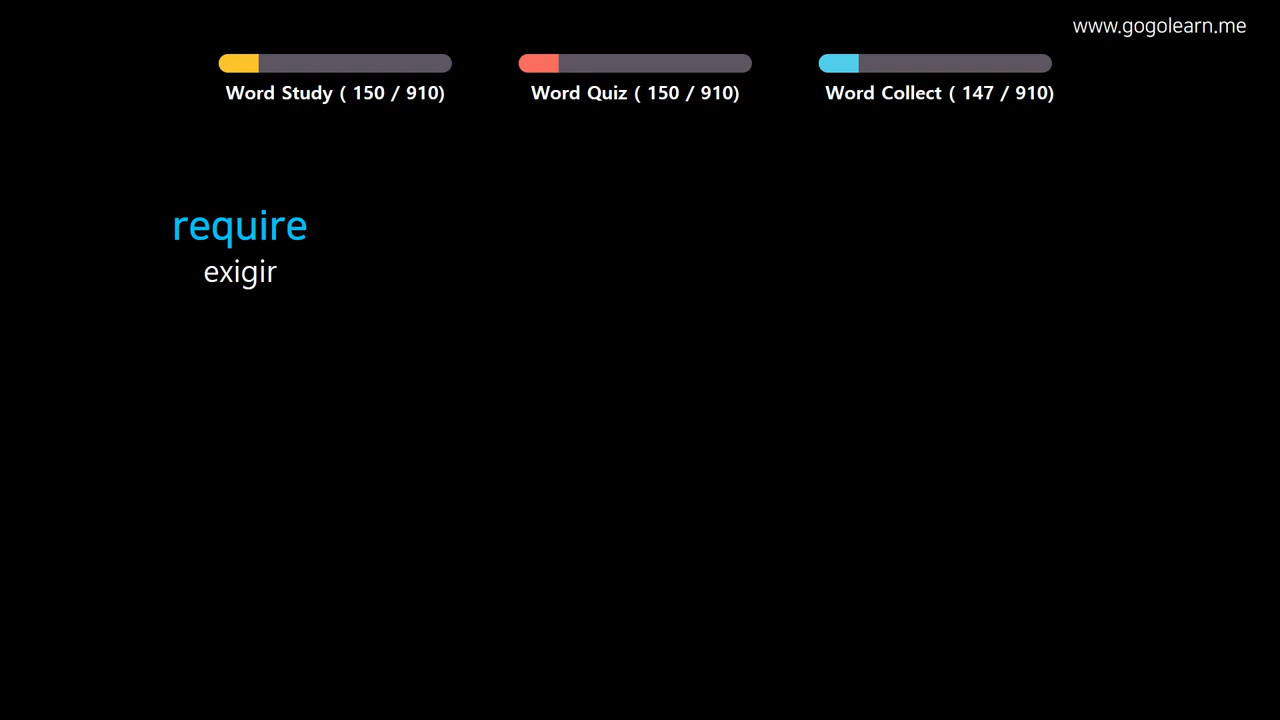 www.gogolearn.me
Word Study ( 150 / 910)
Word Quiz ( 150 / 910)
Word Collect ( 147 / 910)
require
exigir